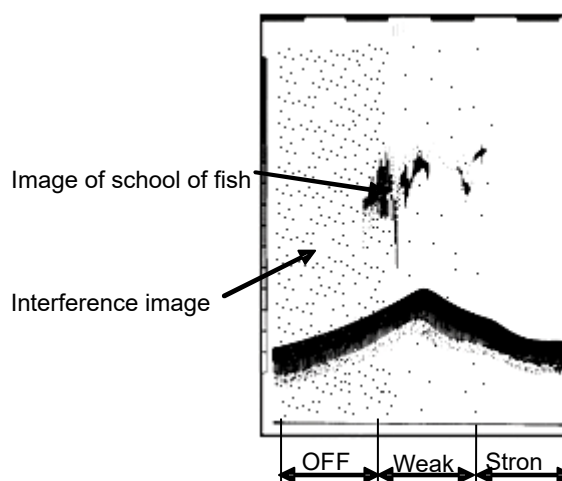 Image of school of fish
Interference image
OFF Weak Stron